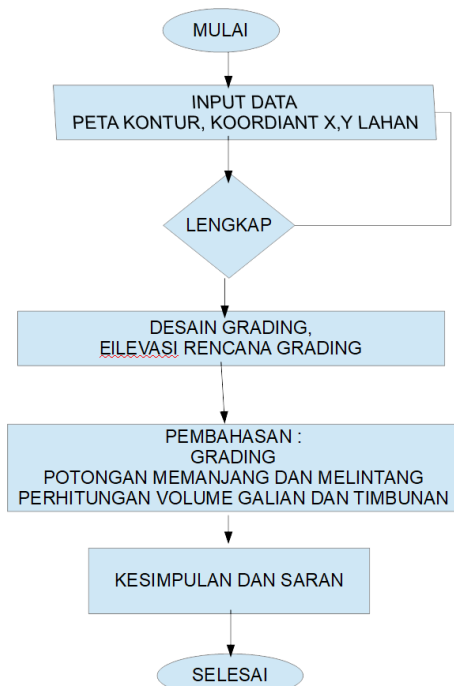 MULAI
INPUT DATA
PETA KONTUR, KOORDIANT X,Y LAHAN
LENGKAP
DESAIN GRADING,
EILEVASI RENCANA GRADING
PEMBAHASAN :
GRADING
POTONGAN MEMANJANG DAN MELINTANG
PERHITUNGAN VOLUME GALIAN DAN TIMBUNAN
KESIMPULAN DAN SARAN
SELESAI